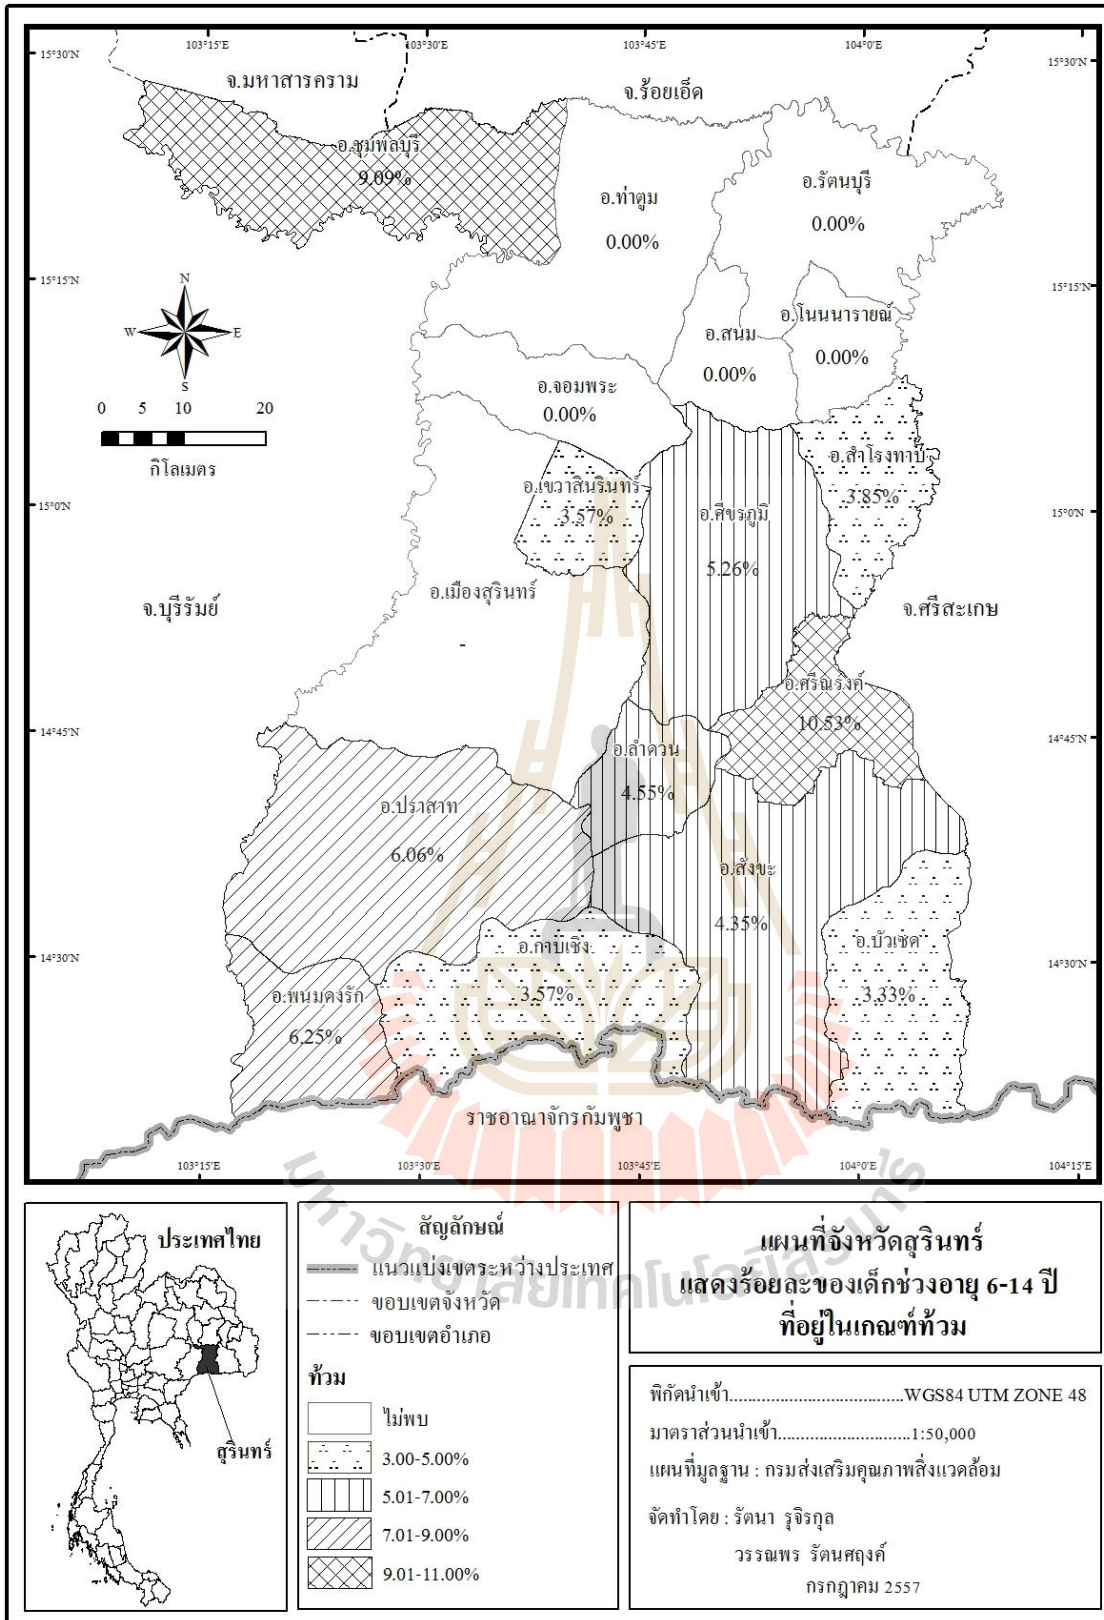 103°15'E 103°30'E 103°45'E 104°0'E
15°30'N 15°30'N
จ.มหาสารคราม
จ.ร้อยเอ็ด
อ.ชุมพลบุรี
9.09%
อ.ท่าตูม
0.00%
อ.รัตนบุรี
0.00%
15°15'N 15°15'N
N
W E
S
อ.สนม
0.00%
อ.โนนนารายณ์
0.00%
0 5 10 20
กิโลเมตร
อ.จอมพระ
0.00%
อ.สำโรงทาบ
3.85%
อ.เขวาสินรินทร์
3.57%
15°0'N 15°0'N
อ.ศีขรภูมิ
5.26%
อ.เมืองสุรินทร์
-
จ.บุรีรัมย์
จ.ศรีสะเกษ
อ.ศรีณรงค์
10.53%
14°45'N 14°45'N
อ.ลำดวน
4.55%
อ.ปราสาท
6.06%
อ.สังขะ
4.35%
อ.กาบเชิง
3.57%
อ.บัวเชด
3.33%
14°30'N 14°30'N
อ.พนมดงรัก
6.25%
ราชอาณาจักรกัมพูชา
103°15'E 103°30'E 103°45'E 104°0'E 104°15'E
มหาวิทยาลัยเทคโนโลยีสุรนารี
ประเทศไทย
สุรินทร์
สัญลักษณ์
แนวแบ่งเขตระหว่างประเทศ
ขอบเขตจังหวัด
ขอบเขตอำเภอ
ท้วม
ไม่พบ
3.00-5.00%
5.01-7.00%
7.01-9.00%
9.01-11.00%
แผนที่จังหวัดสุรินทร์
แสดงร้อยละของเด็กช่วงอายุ 6-14 ปี
ที่อยู่ในเกณฑ์ท้วม
พิกัดนำเข้า..................................WGS84 UTM ZONE 48
มาตราส่วนนำเข้า..........................1:50,000
แผนที่มูลฐาน : กรมส่งเสริมคุณภาพสิ่งแวดล้อม
จัดทำโดย : รัตนา รุจิรกุล
วรรณพร รัตนศฤงค์
กรกฎาคม 2557